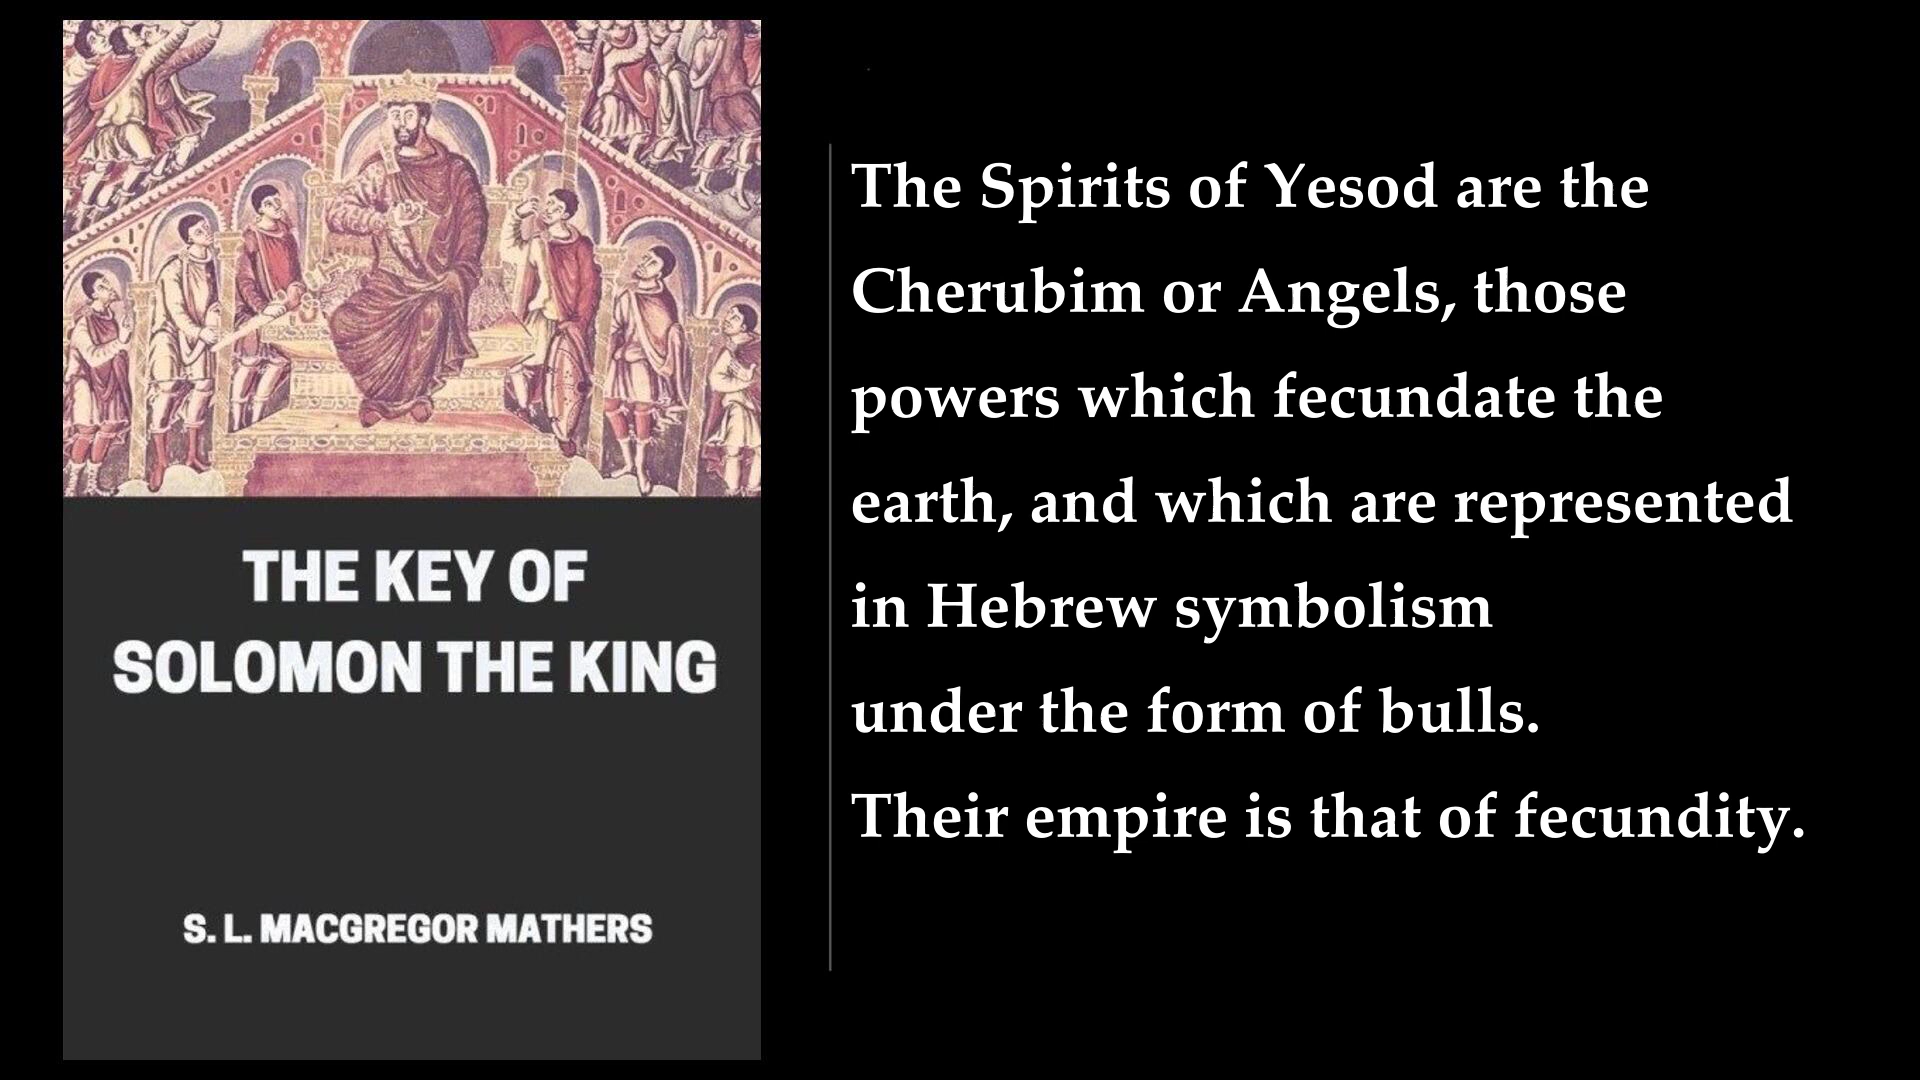 THE KEY OF
SOLOMON THE KING
S. L. MACGREGOR MATHERS
The Spirits of Yesod are the
Cherubim or Angels, those
powers which fecundate the
earth, and which are represented
in Hebrew symbolism
under the form of bulls.
Their empire is that of fecundity.